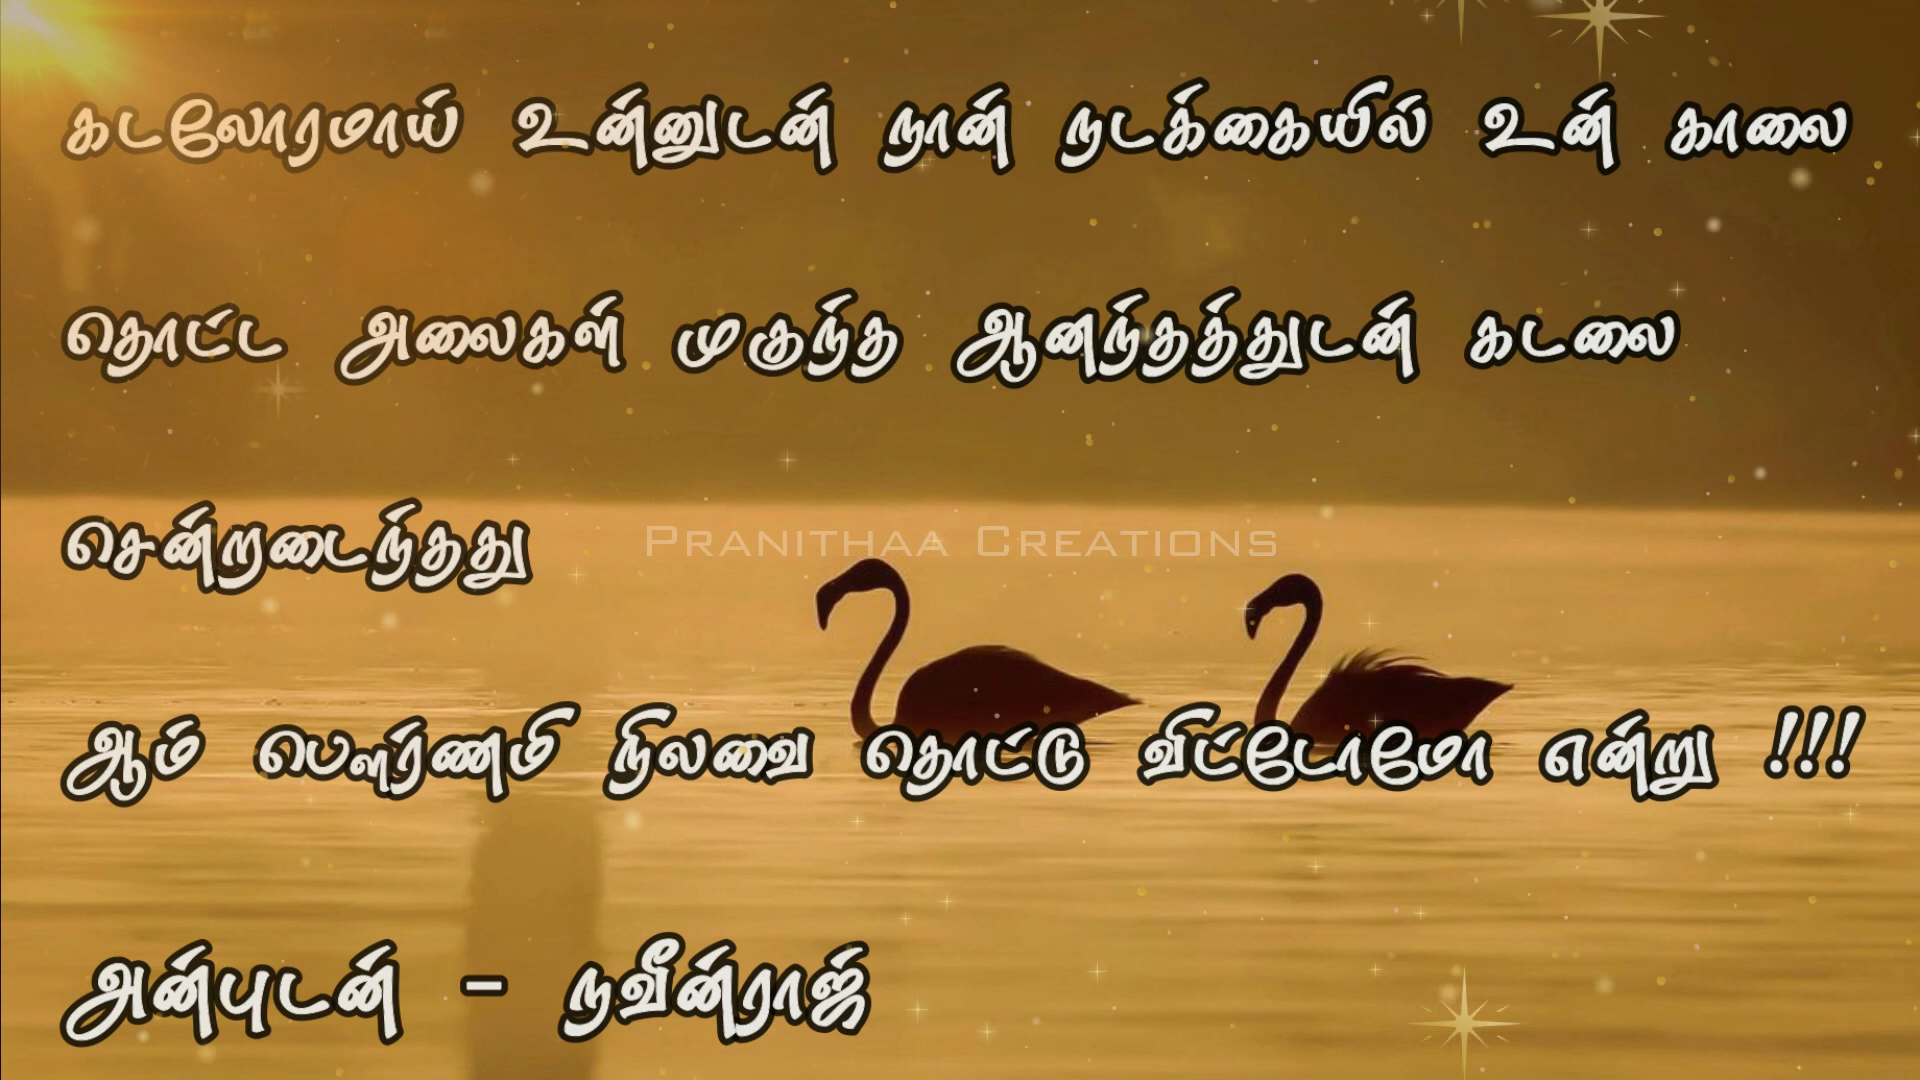 கடலோரமாய் உன்னுடன் நான் நடக்கையில் உன் காலை
தொட்ட அலைகள் முகுந்த ஆனந்தத்துடன் கடலை
சென்றடைந்தது
PRANITHAA CREATIONS
ஆம் பௌர்ணமி நிலவை தொட்டு விட்டோமோ என்று !!!
அன்புடன் - நவீன்ராஜ்